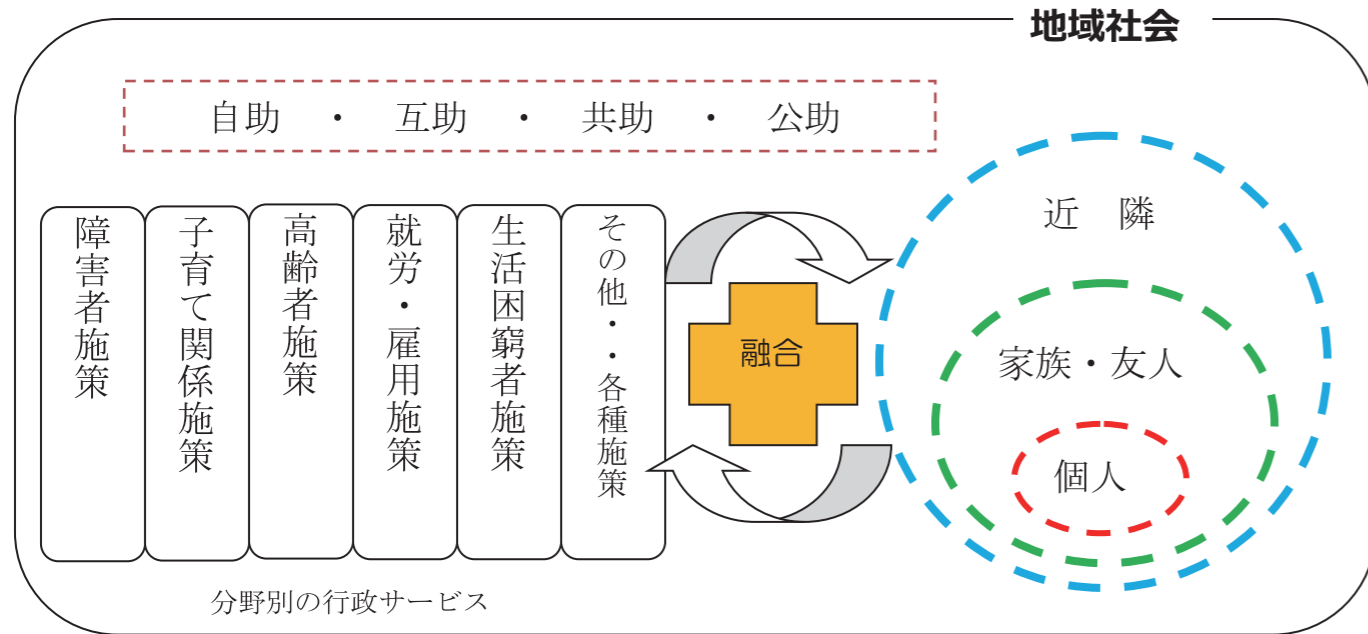 地域社会
自助 ・ 互助 ・ 共助 ・ 公助
障害者施策
子育て関係施策
高齢者施策
就労・雇用施策
生活困窮者施策
その他・・各種施策
融合
近 隣
家族・友人
個人
分野別の行政サービス